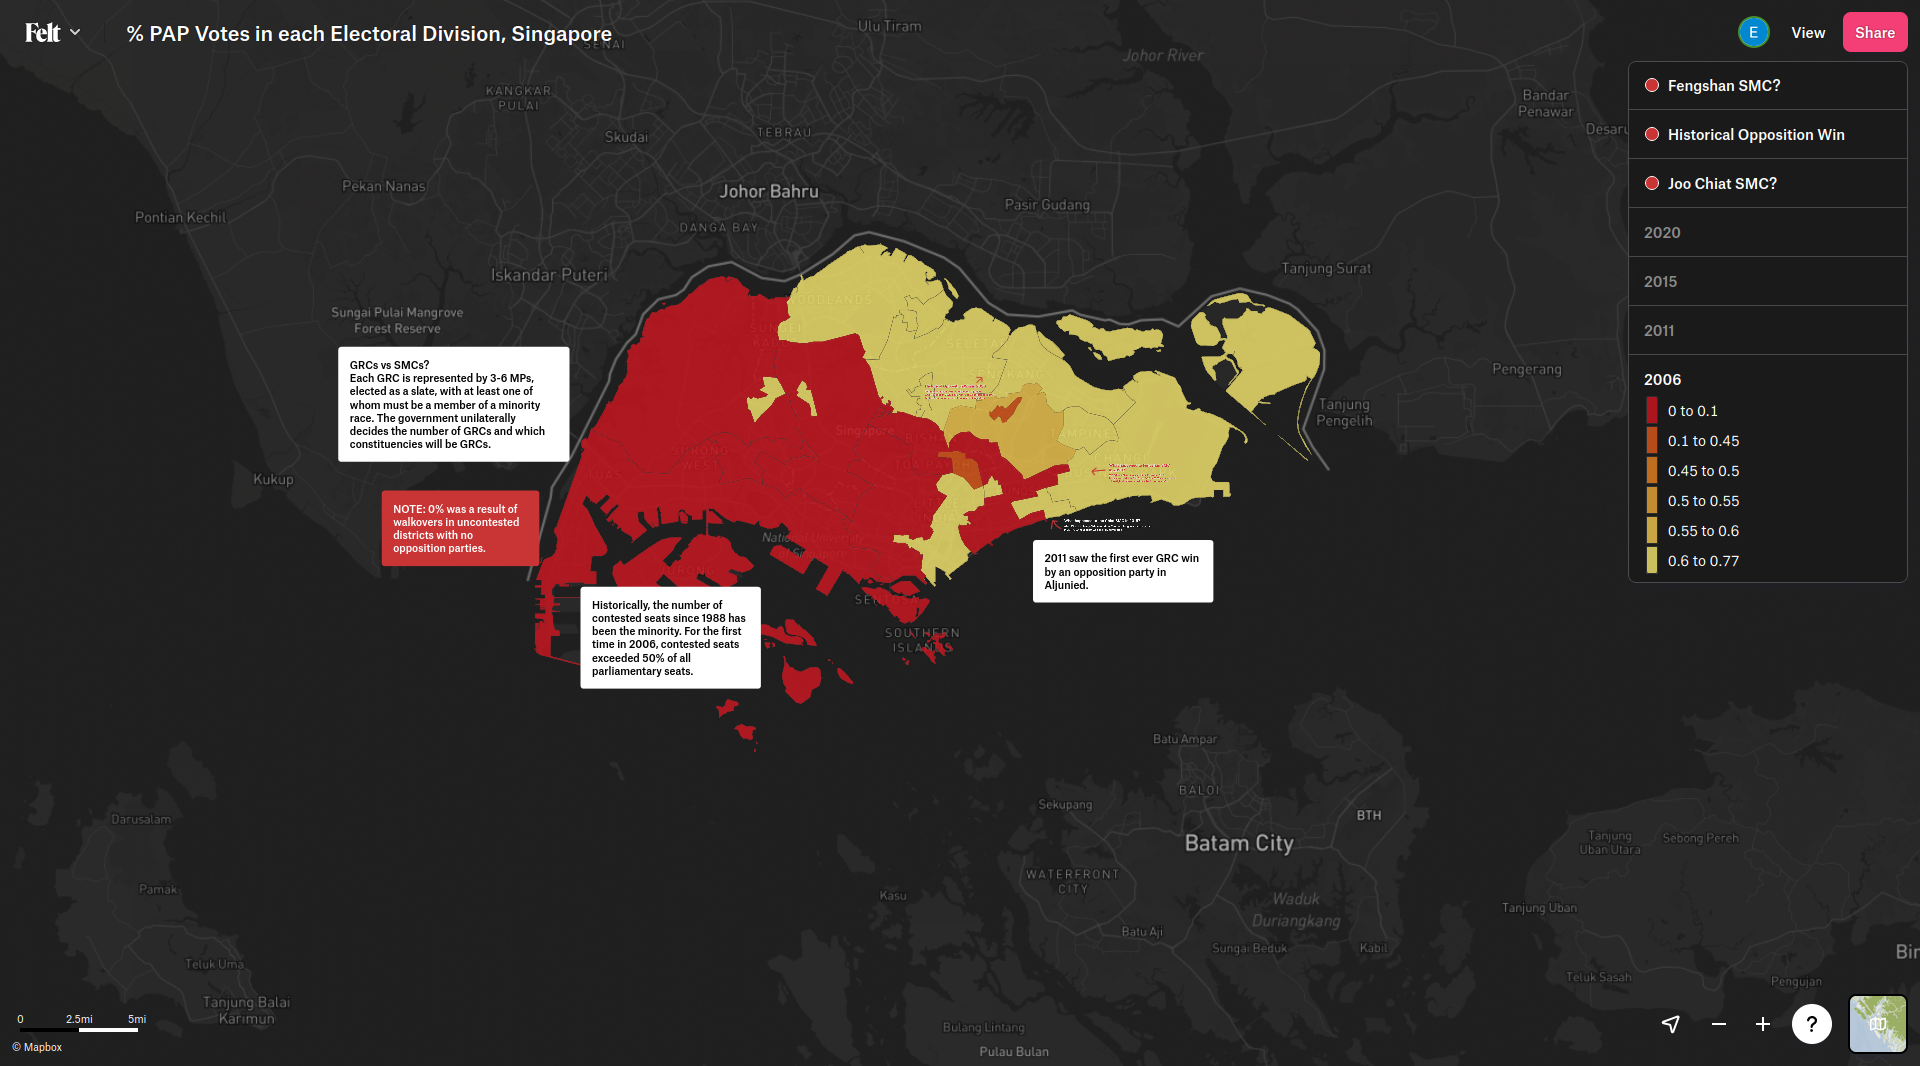 Felt
% PAP Votes in each Electoral Division, Singapore
E
View
Share
Fengshan SMC?
Historical Opposition Win
Joo Chiat SMC?
2020
2015
2011
2006
0 to 0.1
0.1 to 0.45
0.45 to 0.5
0.5 to 0.55
0.55 to 0.6
0.6 to 0.77
Ulu Tiram
SENAI
Johor River
KANGKAR
PULAI
Bandar
Penawar
Skudai
TEBRAU
Pekan Nanas
Johor Bahru
Pasir Gudang
Pontian Kechil
DANGA BAY
Iskandar Puteri
Tanjung Surat
Sungai Pulai Mangrove
Forest Reserve
GRCs vs SMCs?
Each GRC is represented by 3-6 MPs,
elected as a slate, with at least one of
whom must be a member of a minority
race. The government unilaterally
decides the number of GRCs and which
constituencies will be GRCs.
Pengerang
Tanjung
Pengelih
Singapore
Kukup
NOTE: 0% was a result of
walkovers in uncontested
districts with no
opposition parties.
National University
of Singapore
2011 saw the first ever GRC win
by an opposition party in
Aljunied.
SENTOSA
Historically, the number of
contested seats since 1988 has
been the minority. For the first
time in 2006, contested seats
exceeded 50% of all
parliamentary seats.
SOUTHERN
ISLANDS
Batu Ampar
BALOI
Sekupang
BTH
Darusalam
Batam City
Tanjung
Uban Utara
Sebong Pereh
WATERFRONT
CITY
Pamak
Kasu
Waduk
Duriangkang
Tanjung Uban
Batu Aji
Sungai Beduk
Kabil
Bin
Teluk Uma
Teluk Sasah
Pengujan
Tanjung Balai
Karimun
Bulang Lintang
Pulau Bulan
0 2.5mi 5mi
© Mapbox
?